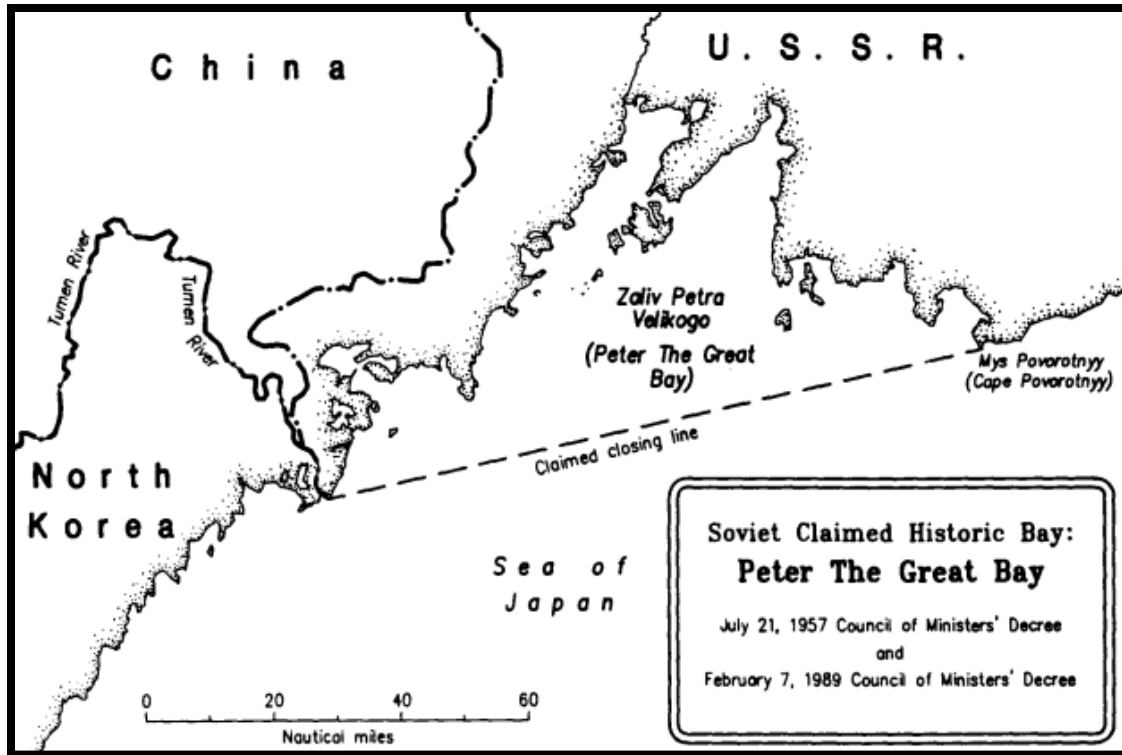 China
U.S.S.R.
Tumen River
Tumen River
Zaliv Petra
Velikogo
(Peter The Great
Bay)
Mys Povorotnyy
(Cape Povorotnyy)
Claimed closing line
North
Korea
Sea of
Japan
Soviet Claimed Historic Bay:
Peter The Great Bay
July 21, 1957 Council of Ministers' Decree
and
February 7, 1989 Council of Ministers' Decree
0 20 40 60
Nautical miles